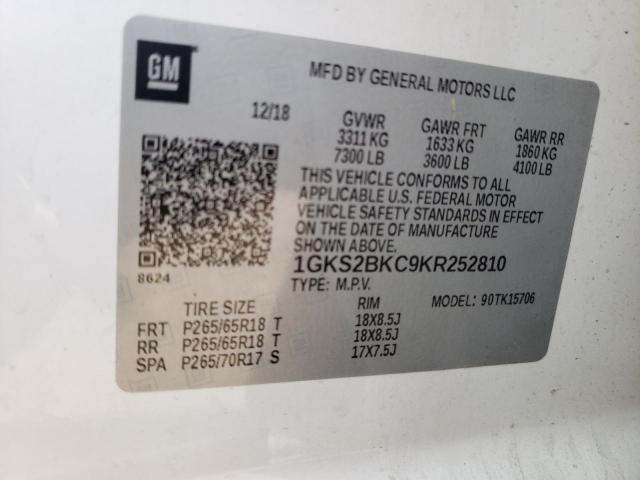 GM
MFD BY GENERAL MOTORS LLC
12/18 GVWR GAWR FRT GAWR RR
3311 KG 1633 KG 1860 KG
7300 LB 3600 LB 4100 LB
THIS VEHICLE CONFORMS TO ALL
APPLICABLE U.S. FEDERAL MOTOR
VEHICLE SAFETY STANDARDS IN EFFECT
ON THE DATE OF MANUFACTURE
SHOWN ABOVE.
8624 1GKS2BKC9KR252810
TYPE: M.P.V. MODEL: 90TK15706
TIRE SIZE RIM
FRT P265/65R18 T 18X8.5J
RR P265/65R18 T 18X8.5J
SPA P265/70R17 S 17X7.5J